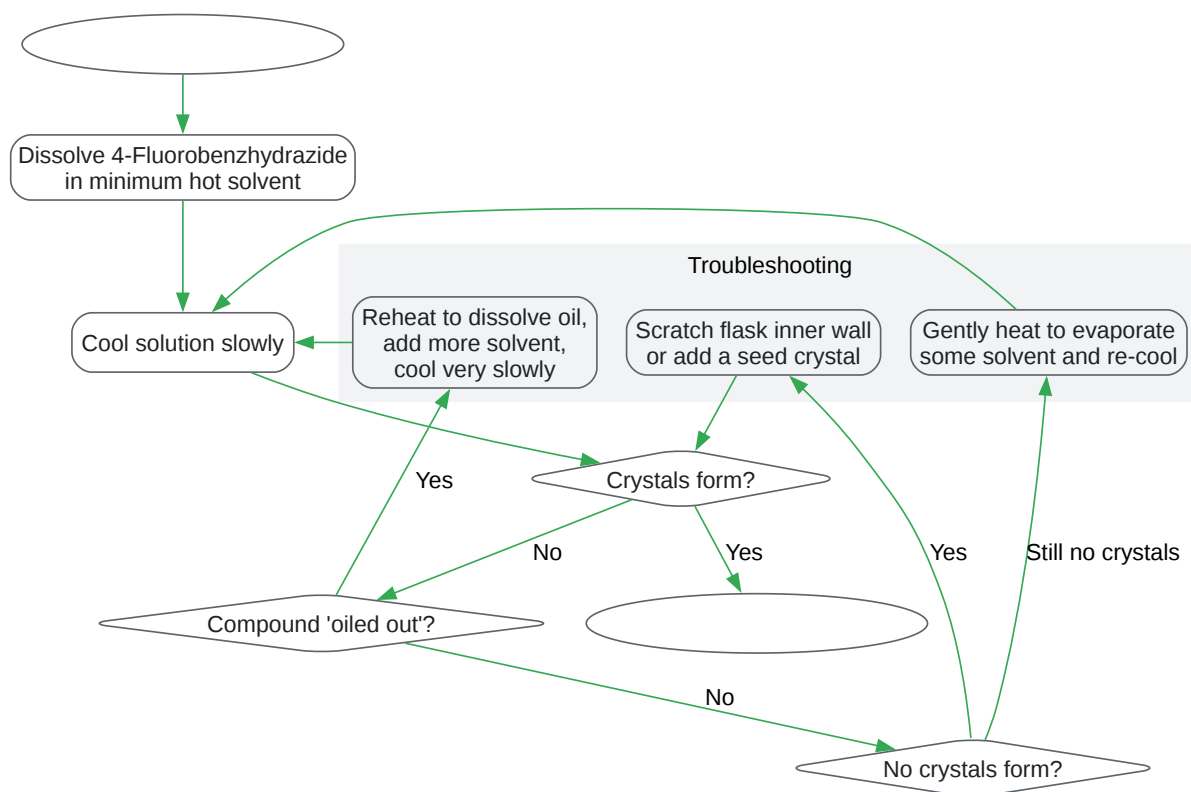 Dissolve 4-Fluorobenzhydrazide
in minimum hot solvent
Troubleshooting
Cool solution slowly
Reheat to dissolve oil,
add more solvent,
cool very slowly
Scratch flask inner wall
or add a seed crystal
Gently heat to evaporate
some solvent and re-cool
Crystals form?
Yes
No
Yes
Yes
Still no crystals
Compound 'oiled out'?
No
No crystals form?